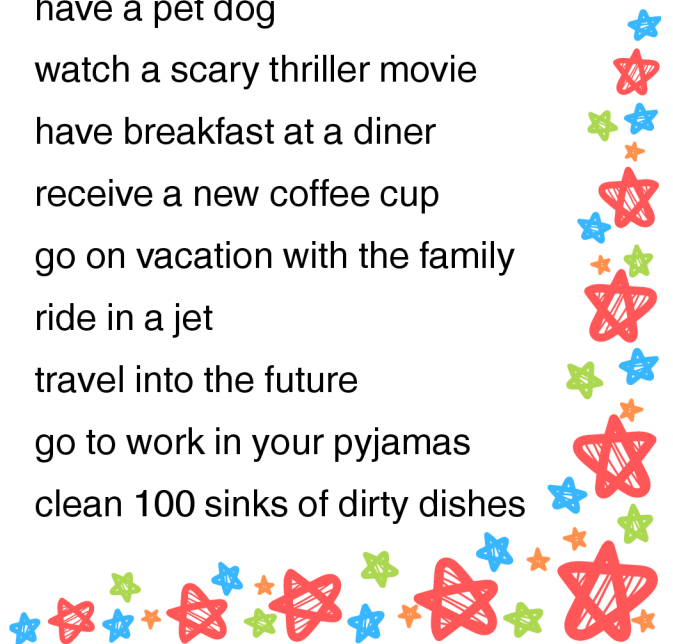 have a pet dog
watch a scary thriller movie
have breakfast at a diner
receive a new coffee cup
go on vacation with the family
ride in a jet
travel into the future
go to work in your pyjamas
clean 100 sinks of dirty dishes